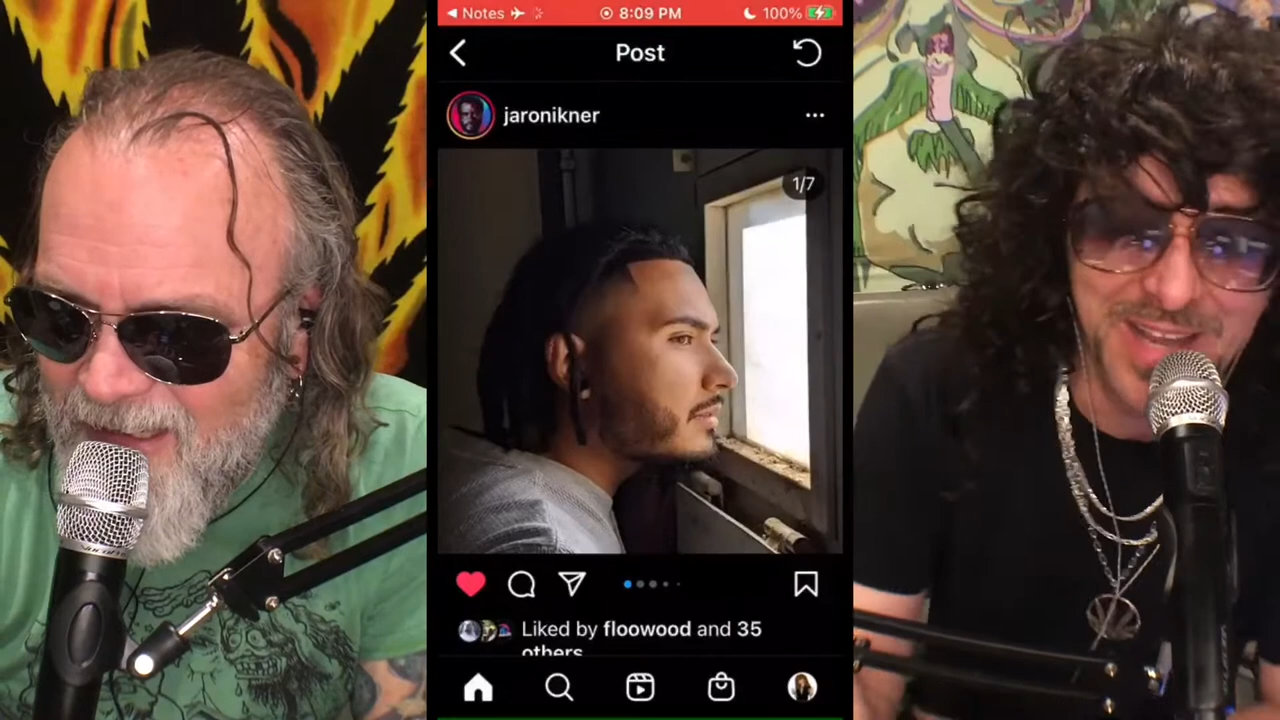 Notes
8:09 PM
100%
Post
jaronikner
1/7
Liked by floowood and 35
others